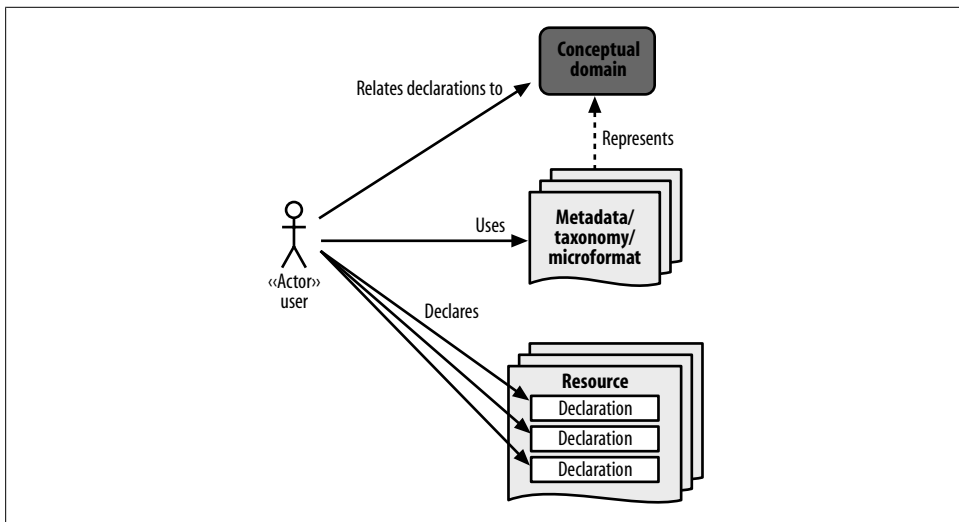 Conceptual
domain
Relates declarations to
Represents
Metadata/
taxonomy/
microformat
Uses
«Actor»
user
Declares
Resource
Declaration
Declaration
Declaration